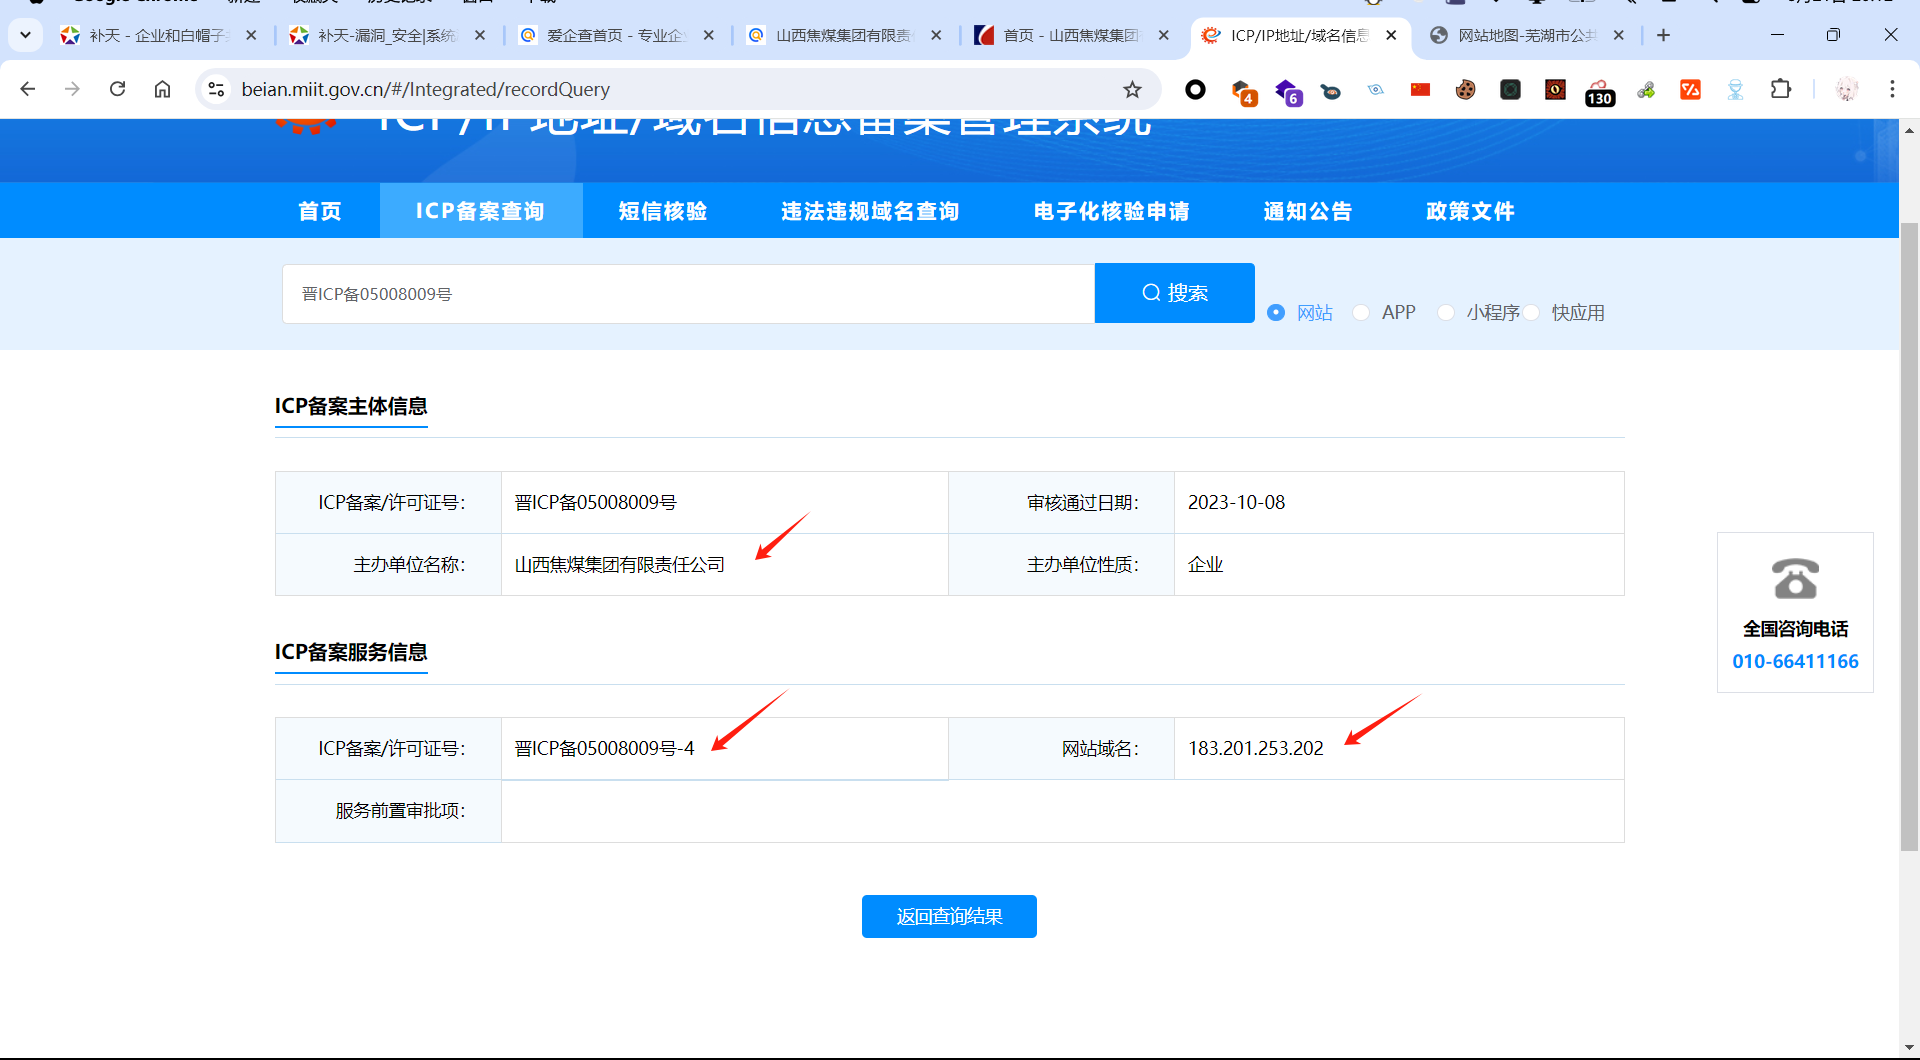 补天 - 企业和白帽子
补天-漏洞_安全|系统
爱企查首页 - 专业企
山西焦煤集团有限责
首页 - 山西焦煤集团
ICP/IP地址/域名信息
网站地图-芜湖市公共
beian.miit.gov.cn/#/Integrated/recordQuery
4
6
130
ICP/IP地址/域名信息备案管理系统
首页
ICP备案查询
短信核验
违法违规域名查询
电子化核验申请
通知公告
政策文件
晋ICP备05008009号
搜索
网站
APP
小程序
快应用
ICP备案主体信息
ICP备案/许可证号：
晋ICP备05008009号
审核通过日期：
2023-10-08
主办单位名称：
山西焦煤集团有限责任公司
主办单位性质：
企业
全国咨询电话
010-66411166
ICP备案服务信息
ICP备案/许可证号：
晋ICP备05008009号-4
网站域名：
183.201.253.202
服务前置审批项：
返回查询结果